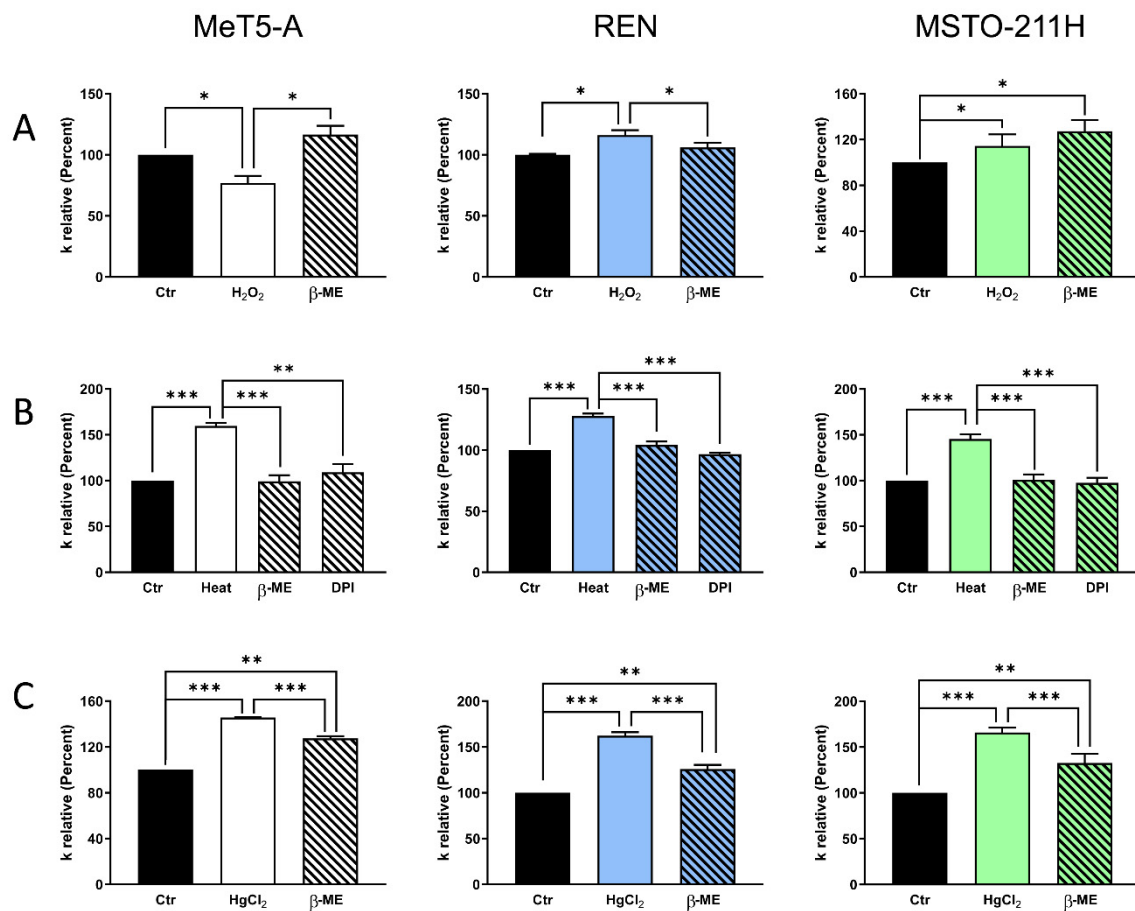 MeT5-A REN MSTO-211H
A
k relative (Percent)
150
100
50
0
* *
Ctr H₂O₂ β-ME
k relative (Percent)
150
100
50
0
* *
Ctr H₂O₂ β-ME
k relative (Percent)
160
120
80
40
0
*
*
Ctr H₂O₂ β-ME
B
k relative (Percent)
200
150
100
50
0
**
*** ***
Ctr Heat β-ME DPI
k relative (Percent)
150
100
50
0
***
*** ***
Ctr Heat β-ME DPI
k relative (Percent)
200
150
100
50
0
***
*** ***
Ctr Heat β-ME DPI
C
k relative (Percent)
160
120
80
40
0
**
*** ***
Ctr HgCl₂ β-ME
k relative (Percent)
200
150
100
50
0
**
*** ***
Ctr HgCl₂ β-ME
k relative (Percent)
200
150
100
50
0
**
*** ***
Ctr HgCl₂ β-ME